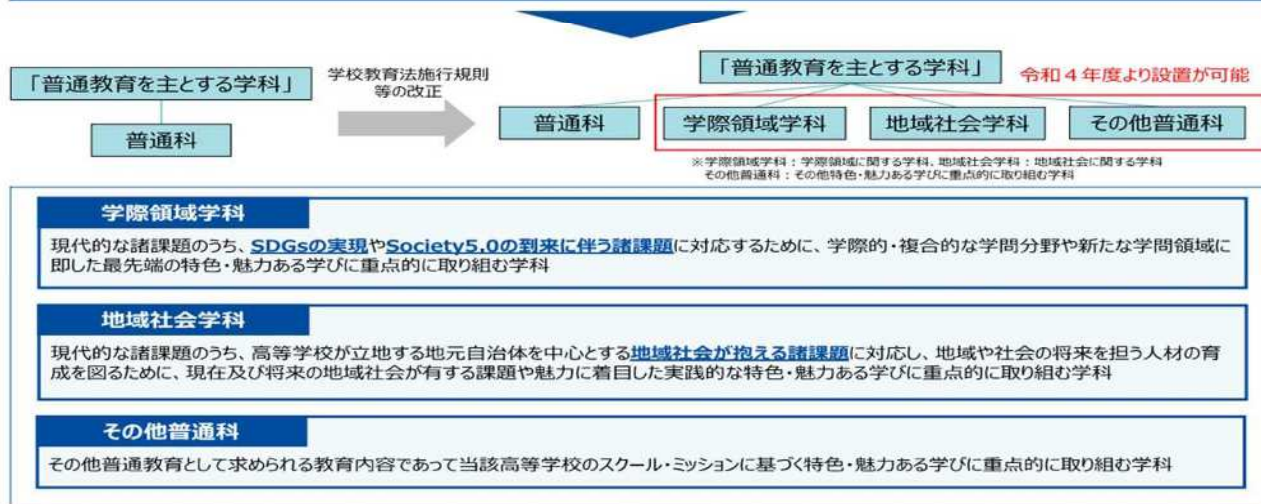 「普通教育を主とする学科」
普通科
学校教育法施行規則
等の改正
「普通教育を主とする学科」
令和4年度より設置が可能
普通科
学際領域学科
地域社会学科
その他普通科
※学際領域学科：学際領域に関する学科、地域社会学科：地域社会に関する学科
その他普通科：その他特色・魅力ある学びに重点的に取り組む学科
学際領域学科
現代的な諸課題のうち、SDGsの実現やSociety5.0の到来に伴う諸課題に対応するために、学際的・複合的な学問分野や新たな学問領域に
即した最先端の特色・魅力ある学びに重点的に取り組む学科
地域社会学科
現代的な諸課題のうち、高等学校が立地する地元自治体を中心とする地域社会が抱える諸課題に対応し、地域や社会の将来を担う人材の育
成を図るために、現在及び将来の地域社会が有する課題や魅力に着目した実践的な特色・魅力ある学びに重点的に取り組む学科
その他普通科
その他普通教育として求められる教育内容であって当該高等学校のスクール・ミッションに基づく特色・魅力ある学びに重点的に取り組む学科